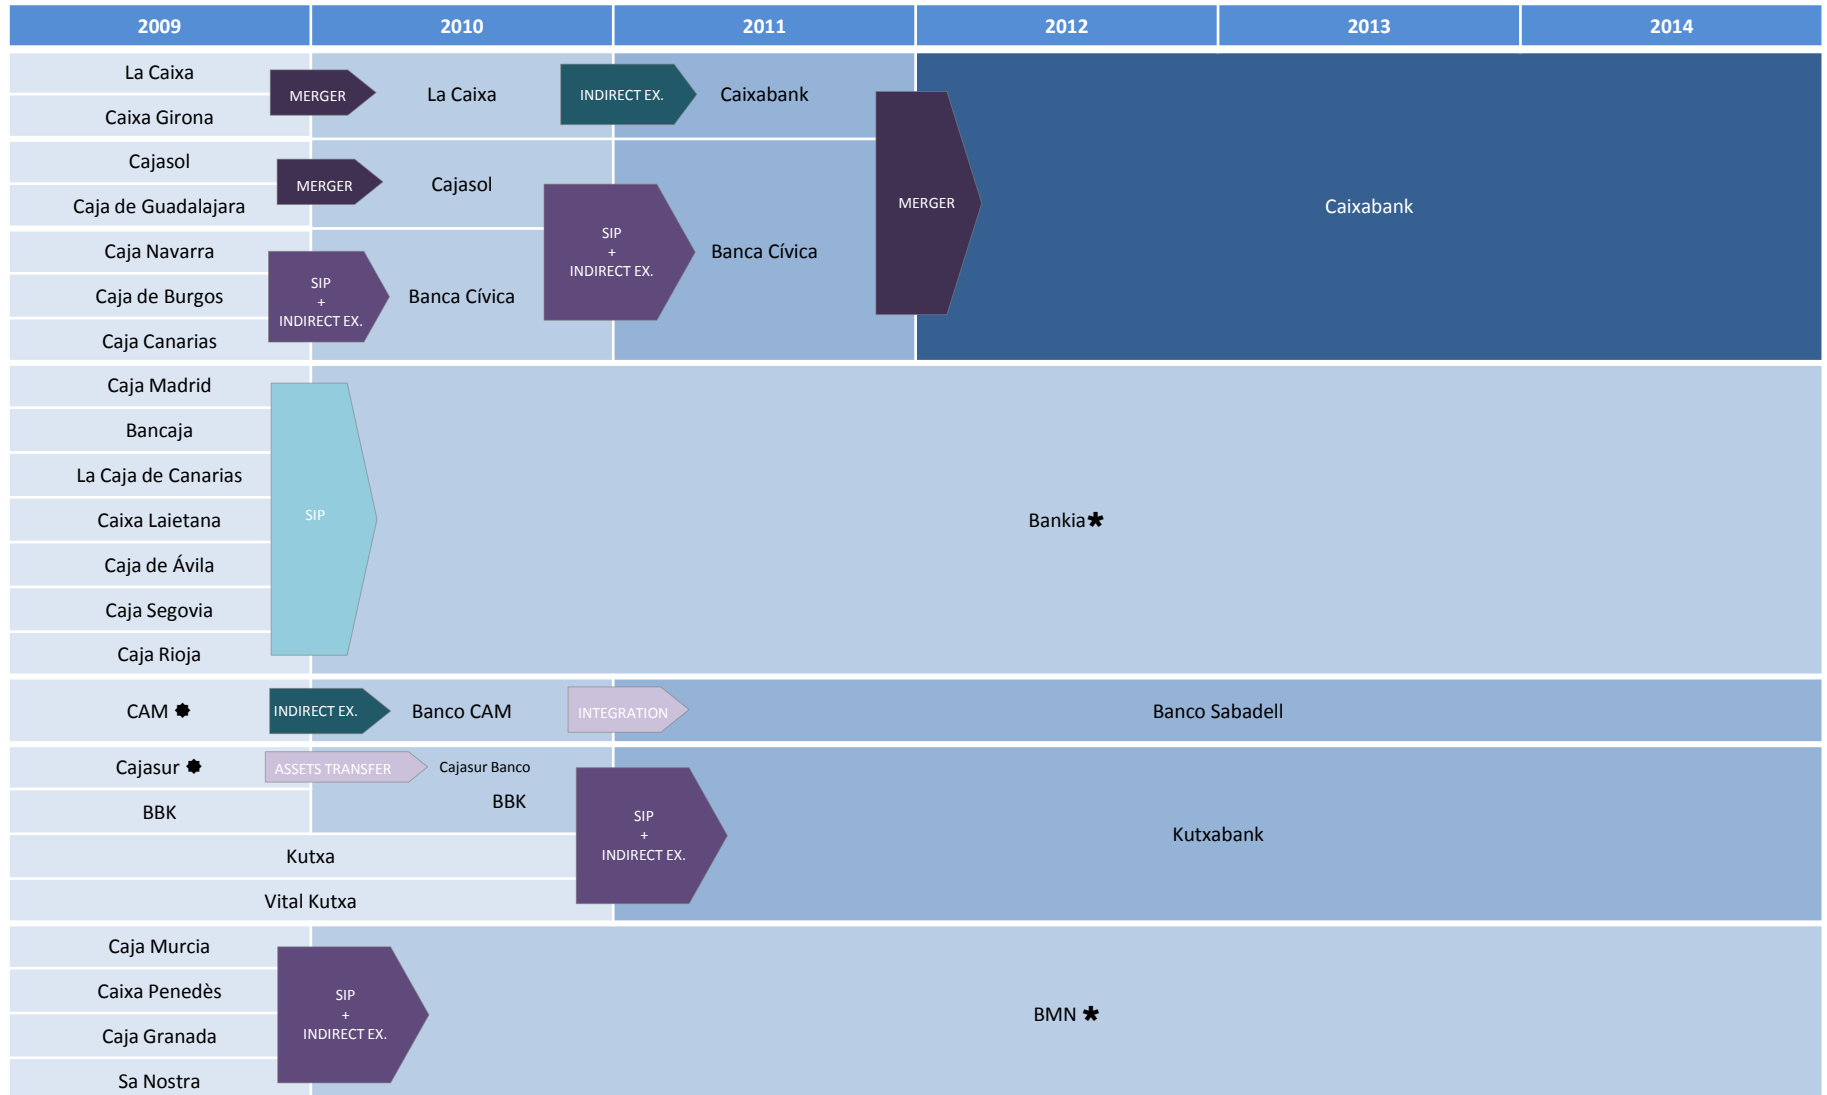 2009 2010 2011 2012 2013 2014
La Caixa
Caixa Girona
MERGER
La Caixa
INDIRECT EX.
Caixabank
Cajasol
Caja de Guadalajara
MERGER
Cajasol
Caja Navarra
Caja de Burgos
Caja Canarias
SIP
+
INDIRECT EX.
Banca Cívica
SIP
+
INDIRECT EX.
Banca Cívica
MERGER
Caixabank
Caja Madrid
Bancaja
La Caja de Canarias
Caixa Laietana
Caja de Ávila
Caja Segovia
Caja Rioja
SIP
Bankia*
CAM
INDIRECT EX.
Banco CAM
INTEGRATION
Banco Sabadell
Cajasur
ASSETS TRANSFER
Cajasur Banco
BBK
BBK
Kutxa
Vital Kutxa
SIP
+
INDIRECT EX.
Kutxabank
Caja Murcia
Caixa Penedès
Caja Granada
Sa Nostra
SIP
+
INDIRECT EX.
BMN *